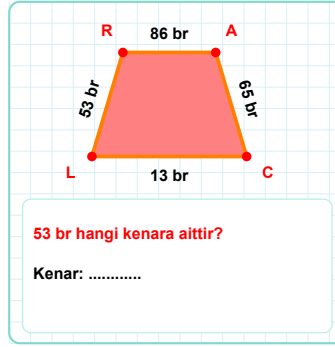 R 86 br A
53 br
65 br
L 13 br C
53 br hangi kenara aittir?
Kenar: ............